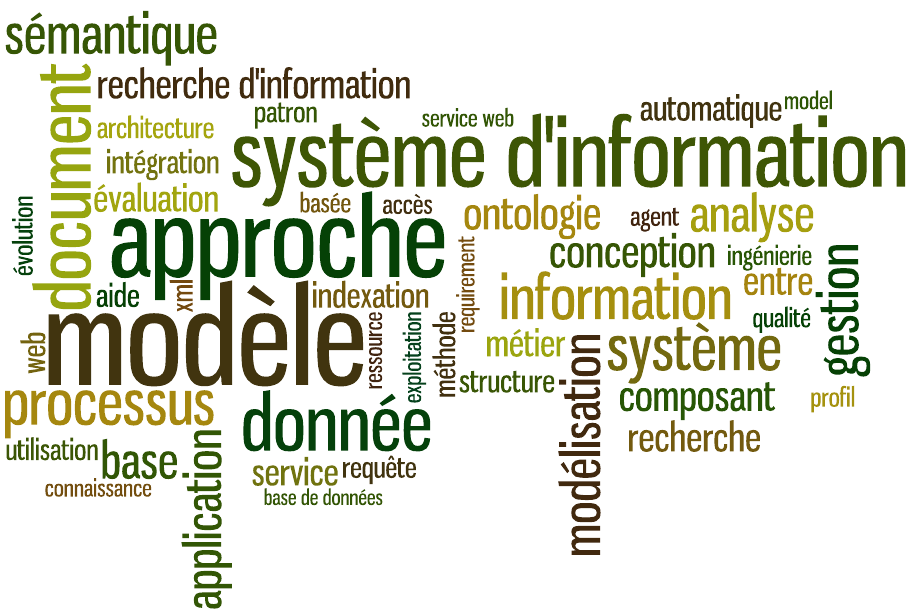 sémantique
document
recherche d'information
patron
service web
automatique
model
architecture
système d'information
intégration
évaluation
basée
accès
ontologie
agent
analyse
évolution
approche
requirement
conception
ingénierie
gestion
aide
xml
indexation
information
entre
web
modèle
ressource
exploitation
méthode
métier
qualité
modélisation
système
structure
processus
donnée
composant
profil
recherche
utilisation
base
application
service
requête
connaissance
base de données